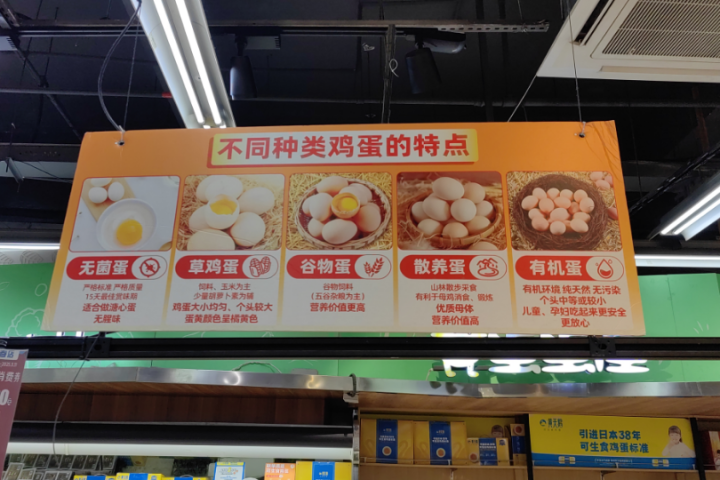 不同种类鸡蛋的特点
无菌蛋
严格标准 严格质量
15天最佳赏味期
适合做溏心蛋
无腥味
草鸡蛋
饲料，玉米为主
少量胡萝卜素为碱
鸡蛋大小均匀、个头较大
蛋黄颜色呈橘黄色
谷物蛋
谷物饲料
（五谷杂粮为主）
营养价值更高
散养蛋
山林散步天食
有利于母鸡消食、锻炼
优质母体
营养价值高
有机蛋
有机环境 纯天然 无污染
个头中等或较小
儿童、孕妇吃起来更安全
更放心
引进日本38年
可生食鸡蛋标准